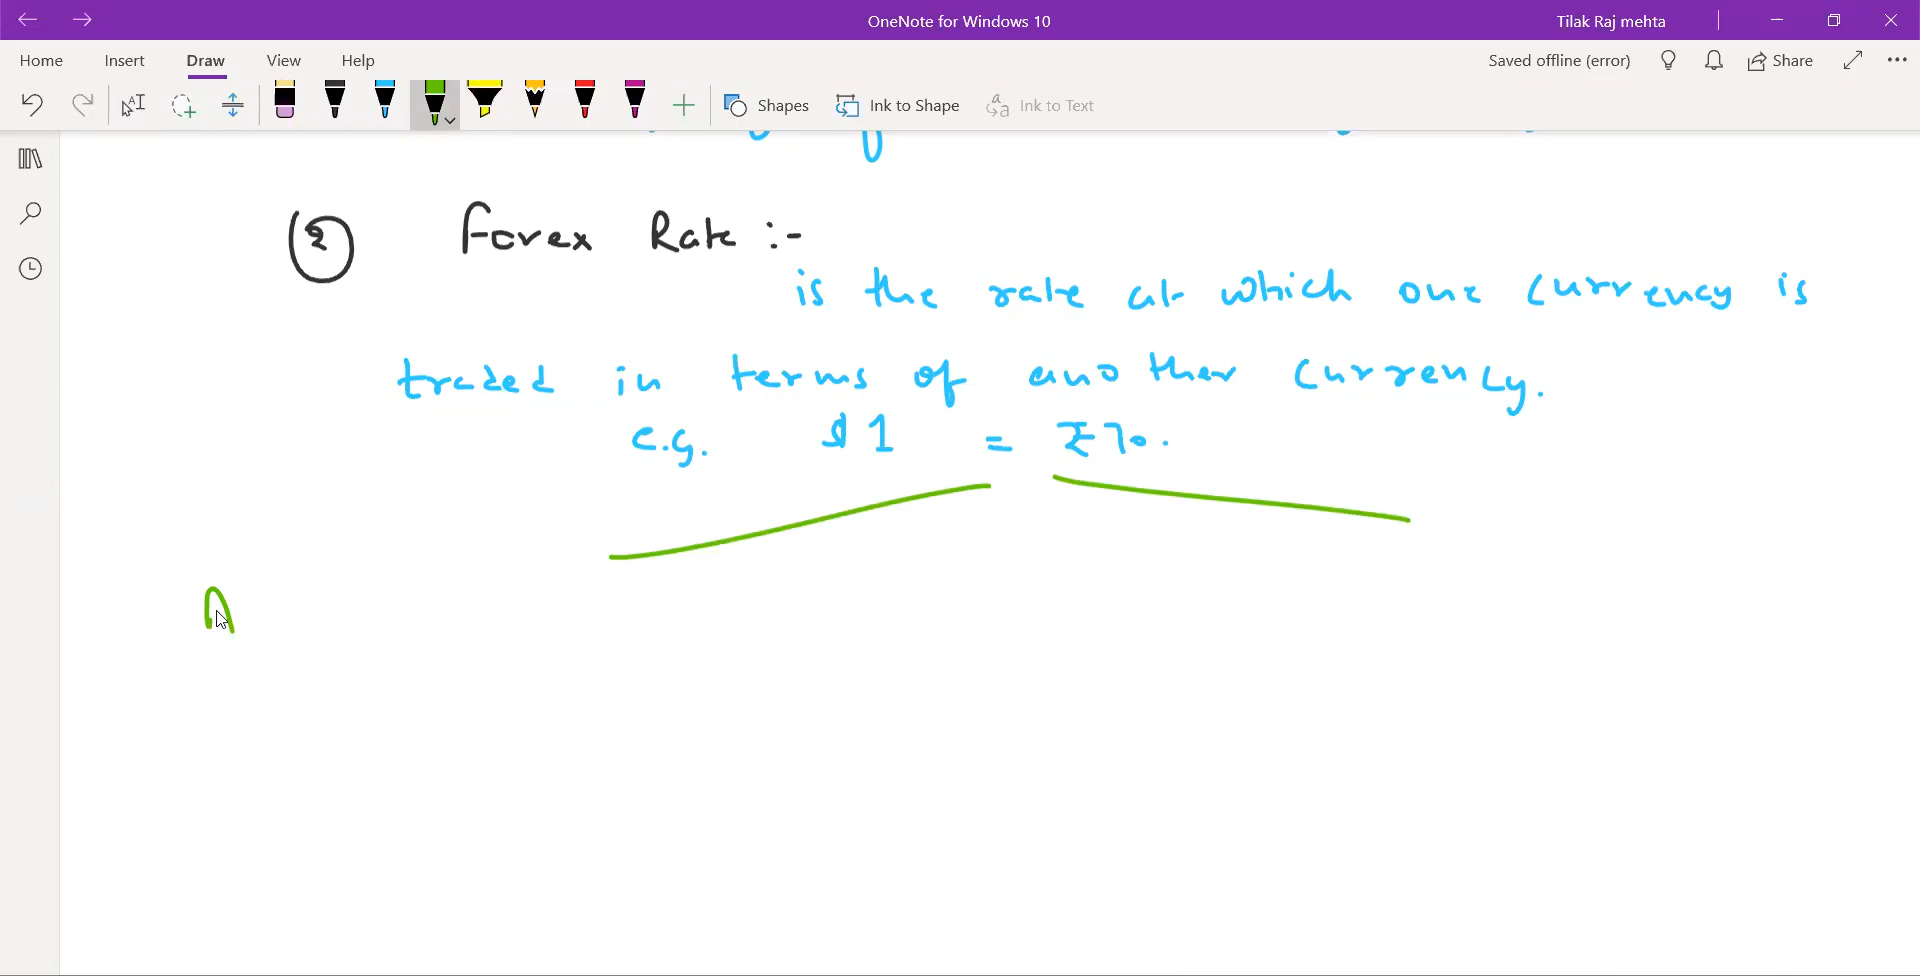 OneNote for Windows 10
Tilak Raj mehta
Home Insert Draw View Help
Saved offline (error)
Share
Shapes
Ink to Shape
Ink to Text
② Forex Rate :-
is the rate at which one currency is
traded in terms of another currency.
e.g. $1 = ₹70.